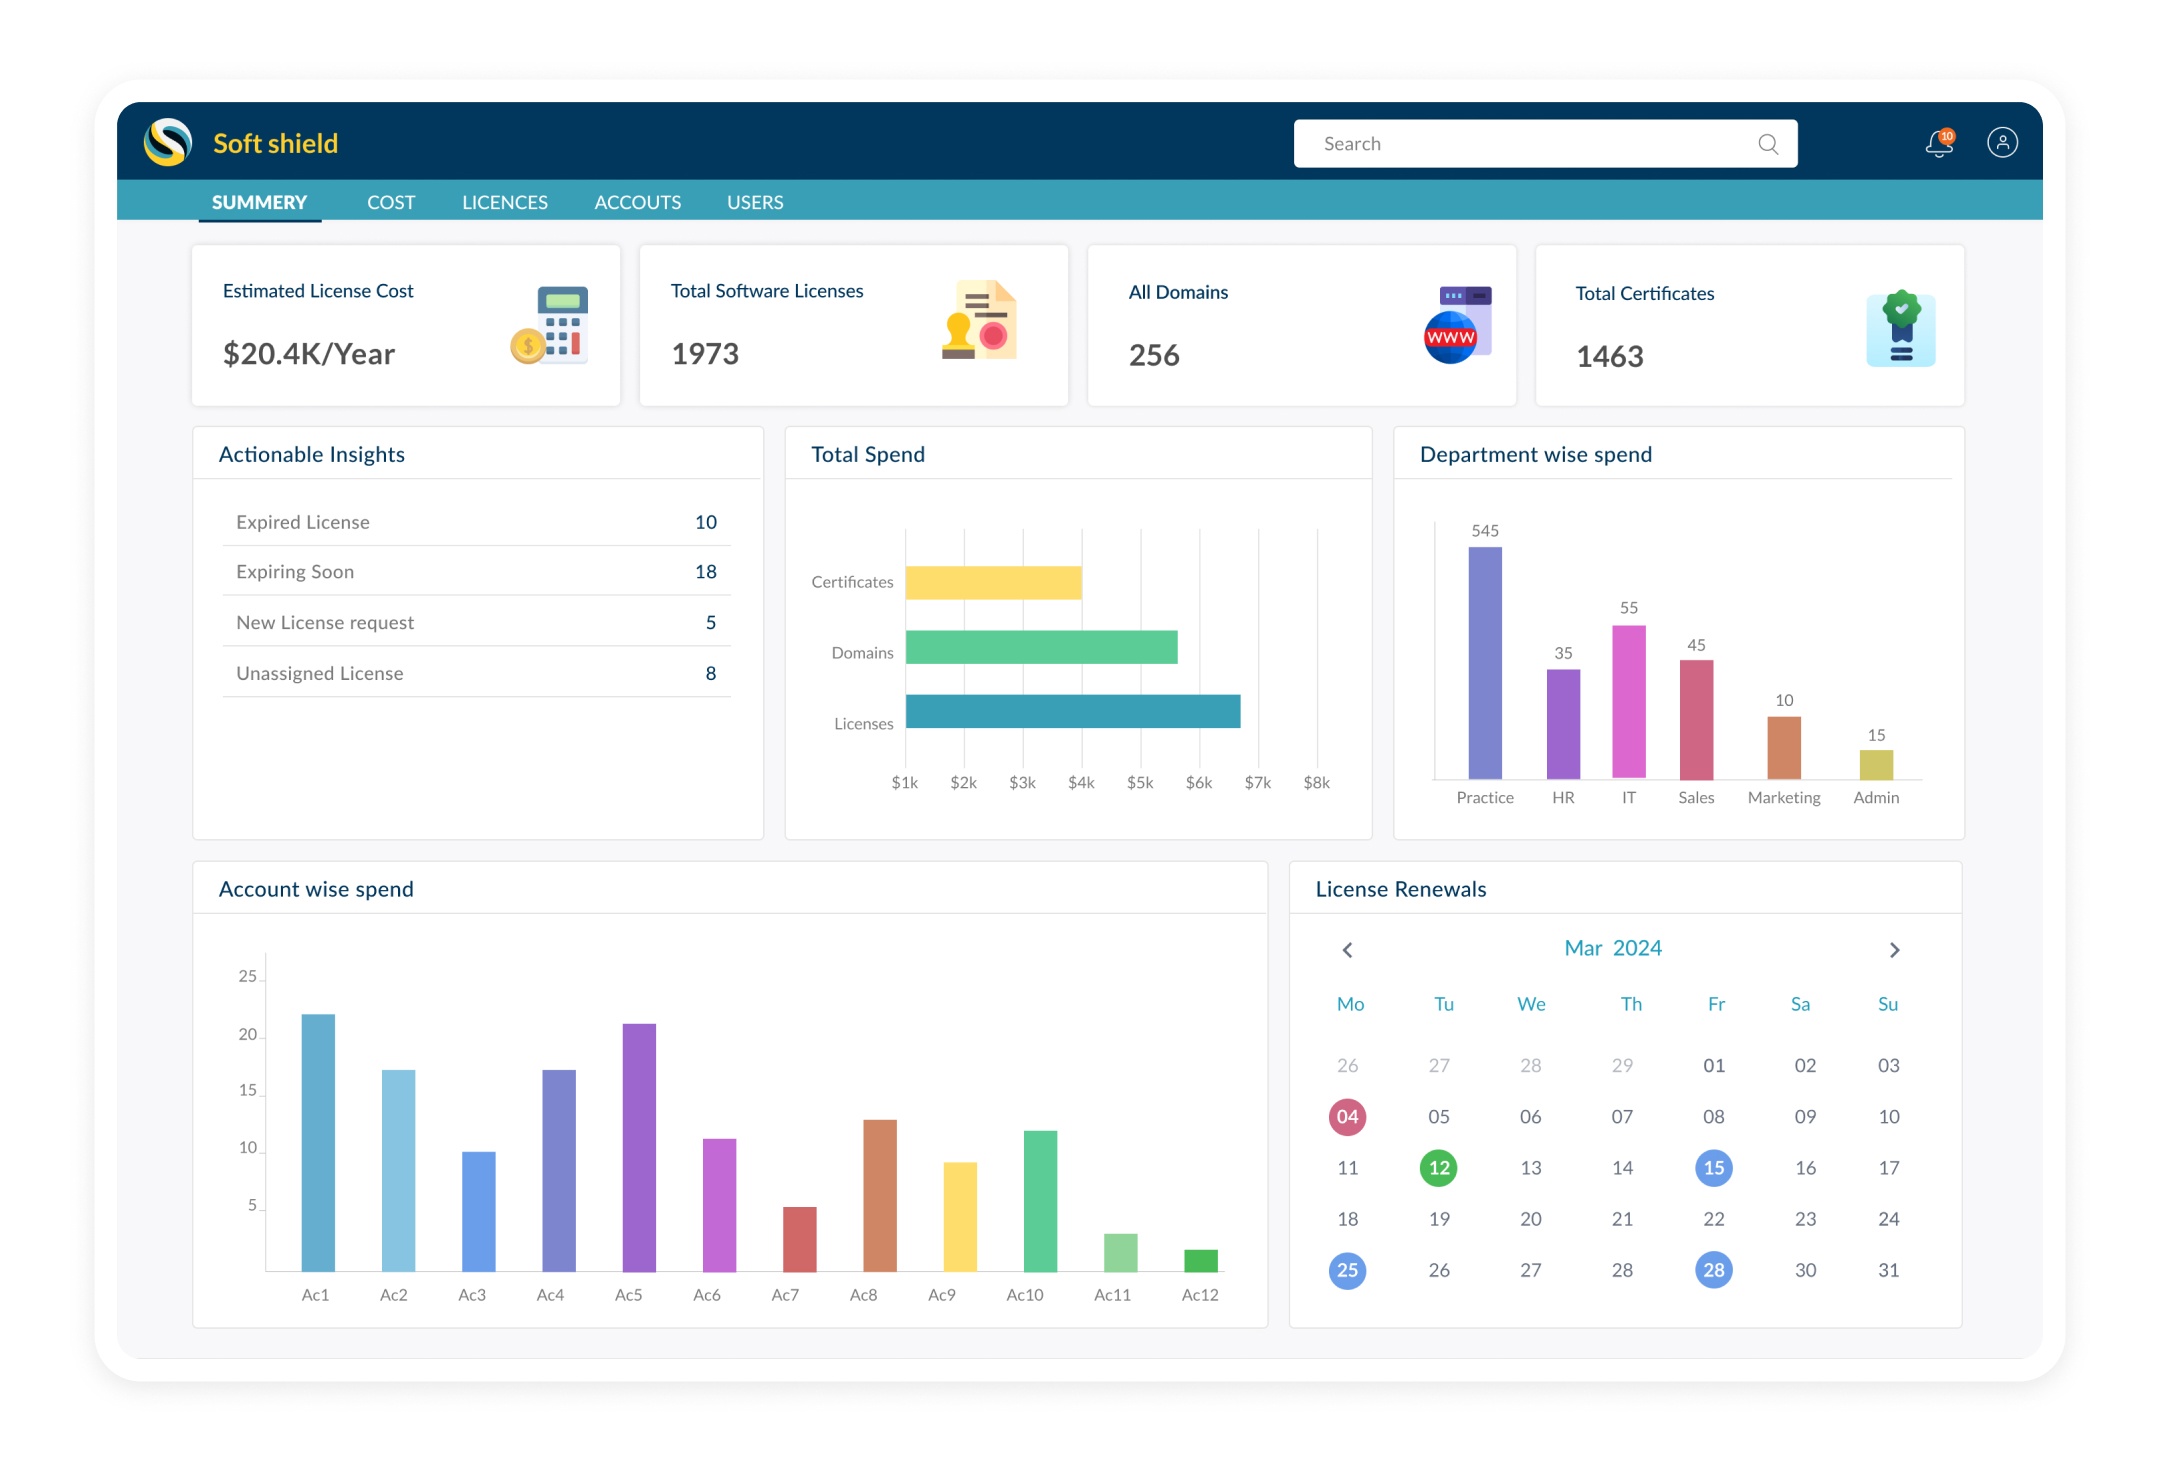 Soft shield
Search
10
SUMMERY COST LICENCES ACCOUTS USERS
Estimated License Cost
$20.4K/Year
Total Software Licenses
1973
All Domains
256
WWW
Total Certificates
1463
Actionable Insights
Expired License 10
Expiring Soon 18
New License request 5
Unassigned License 8
Total Spend
Certificates
Domains
Licenses
$1k $2k $3k $4k $5k $6k $7k $8k
Department wise spend
545
35
55
45
10
15
Practice HR IT Sales Marketing Admin
Account wise spend
25
20
15
10
5
Ac1 Ac2 Ac3 Ac4 Ac5 Ac6 Ac7 Ac8 Ac9 Ac10 Ac11 Ac12
License Renewals
Mar 2024
Mo Tu We Th Fr Sa Su
26 27 28 29 01 02 03
04 05 06 07 08 09 10
11 12 13 14 15 16 17
18 19 20 21 22 23 24
25 26 27 28 28 30 31